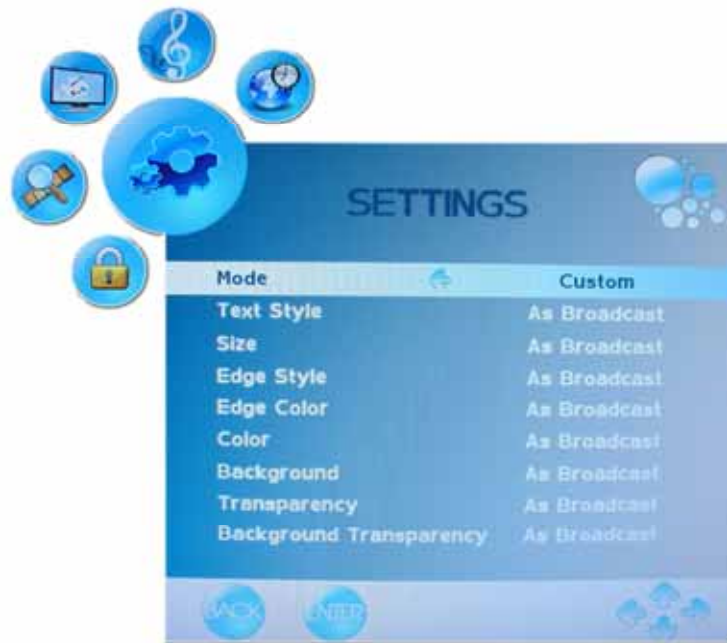 SETTINGS
Mode Custom
Text Style As Broadcast
Size As Broadcast
Edge Style As Broadcast
Edge Color As Broadcast
Color As Broadcast
Background As Broadcast
Transparency As Broadcast
Background Transparency As Broadcast
BACK ENTER